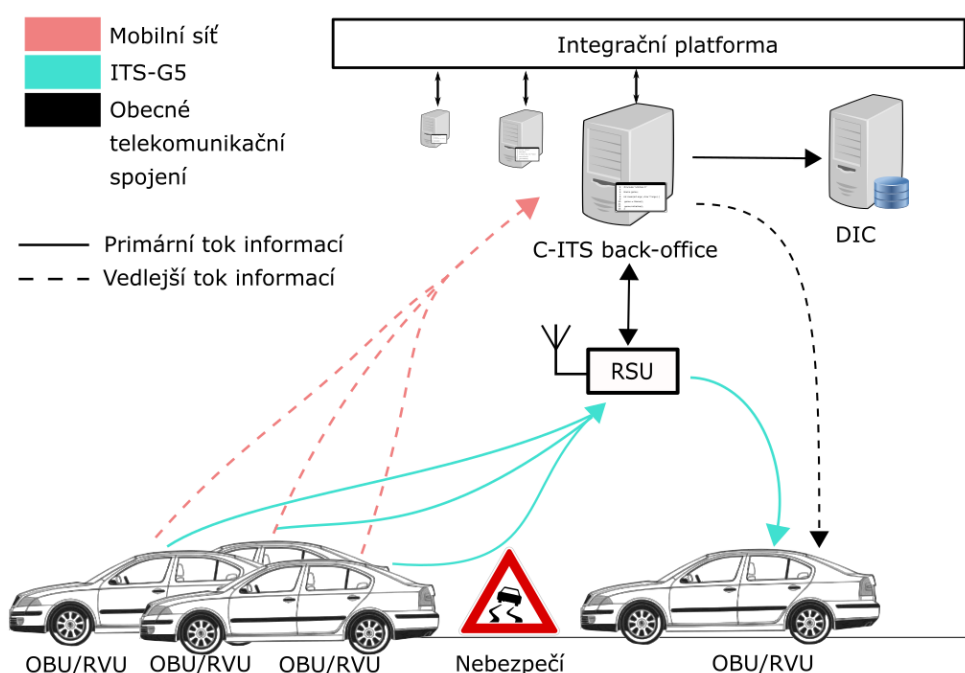 Mobilní síť
ITS-G5
Obecné
telekomunikační
spojení
Primární tok informací
Vedlejší tok informací
Integrační platforma
C-ITS back-office
DIC
RSU
OBU/RVU
OBU/RVU
OBU/RVU
Nebezpečí
OBU/RVU